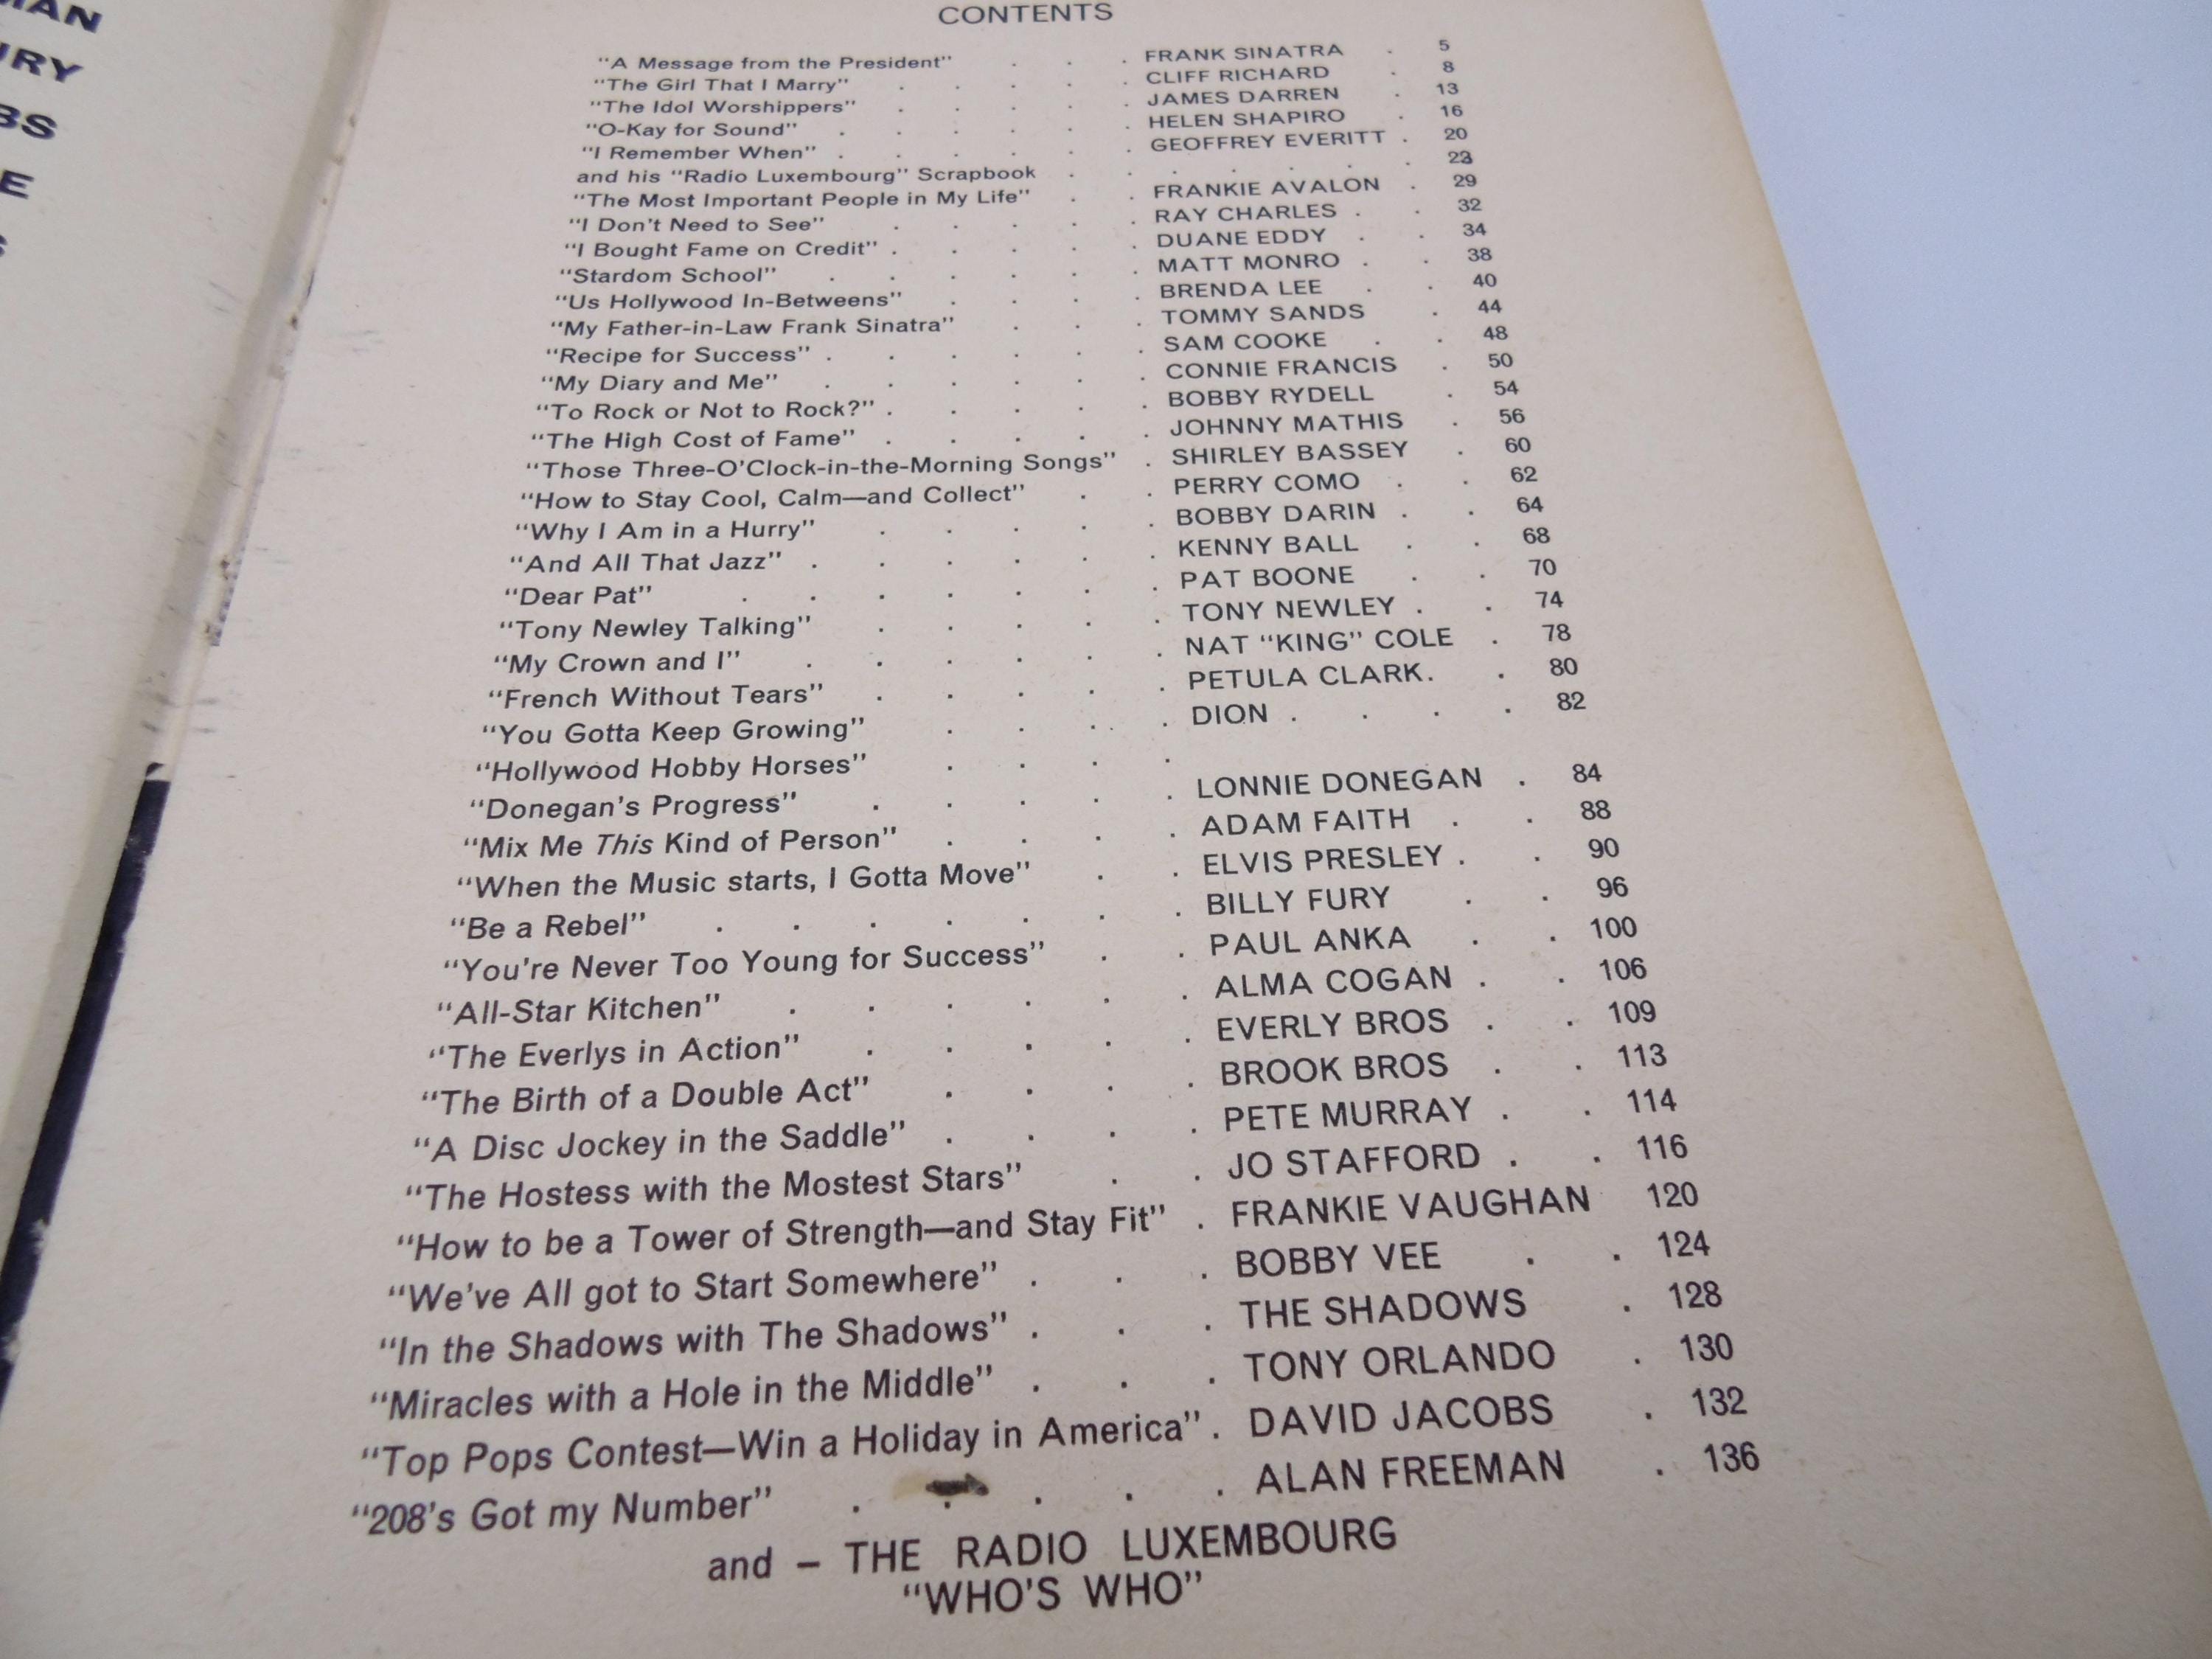 MAN
URY
BS
E
S
CONTENTS
"A Message from the President" . . . FRANK SINATRA . 5
"The Girl That I Marry" . . . . . CLIFF RICHARD . 8
"The Idol Worshippers" . . . . . JAMES DARREN . 13
"O-Kay for Sound" . . . . . . HELEN SHAPIRO . 16
"I Remember When" . . . . . . GEOFFREY EVERITT . 20
and his "Radio Luxembourg" Scrapbook . . . . . . . 23
"The Most Important People in My Life" . . FRANKIE AVALON . 29
"I Don't Need to See" . . . . . RAY CHARLES . . 32
"I Bought Fame on Credit" . . . . . DUANE EDDY . . 34
"Stardom School" . . . . . . MATT MONRO . . 38
"Us Hollywood In-Betweens" . . . . BRENDA LEE . . 40
"My Father-in-Law Frank Sinatra" . . . TOMMY SANDS . 44
"Recipe for Success" . . . . . . SAM COOKE . . 48
"My Diary and Me" . . . . . . CONNIE FRANCIS . 50
"To Rock or Not to Rock?" . . . . . BOBBY RYDELL . 54
"The High Cost of Fame" . . . . . JOHNNY MATHIS . 56
"Those Three-O'Clock-in-the-Morning Songs" . SHIRLEY BASSEY . 60
"How to Stay Cool, Calm—and Collect" . . PERRY COMO . . 62
"Why I Am in a Hurry" . . . . . BOBBY DARIN . . 64
"And All That Jazz" . . . . . . KENNY BALL . . 68
"Dear Pat" . . . . . . . PAT BOONE . . 70
"Tony Newley Talking" . . . . . TONY NEWLEY . . 74
"My Crown and I" . . . . . . NAT "KING" COLE . 78
"French Without Tears" . . . . . PETULA CLARK. . 80
"You Gotta Keep Growing" . . . . DION . . . . 82
"Hollywood Hobby Horses" . . . .
"Donegan's Progress" . . . . . LONNIE DONEGAN . 84
"Mix Me This Kind of Person" . . . . ADAM FAITH . . 88
"When the Music starts, I Gotta Move" . . ELVIS PRESLEY . . 90
"Be a Rebel" . . . . . . . BILLY FURY . . 96
"You're Never Too Young for Success" . . PAUL ANKA . . 100
"All-Star Kitchen" . . . . . . ALMA COGAN . . 106
"The Everlys in Action" . . . . . EVERLY BROS . . 109
"The Birth of a Double Act" . . . . BROOK BROS . . 113
"A Disc Jockey in the Saddle" . . . . PETE MURRAY . . 114
"The Hostess with the Mostest Stars" . . JO STAFFORD . . 116
"How to be a Tower of Strength—and Stay Fit" . FRANKIE VAUGHAN 120
"We've All got to Start Somewhere" . . . BOBBY VEE . . 124
"In the Shadows with The Shadows" . . . THE SHADOWS . 128
"Miracles with a Hole in the Middle" . . . TONY ORLANDO . 130
"Top Pops Contest—Win a Holiday in America" . DAVID JACOBS . 132
"208's Got my Number" . . . . . ALAN FREEMAN . 136
and – THE RADIO LUXEMBOURG
"WHO'S WHO"